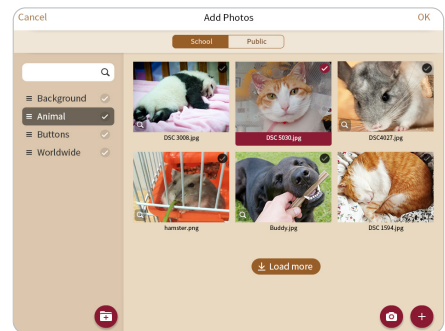 Cancel
Add Photos
OK
School
Public
Background
Animal
Buttons
Worldwide
DSC 3008.jpg
DSC 5030.jpg
DSC4027.jpg
hamster.png
Buddy.jpg
DSC 1594.jpg
Load more